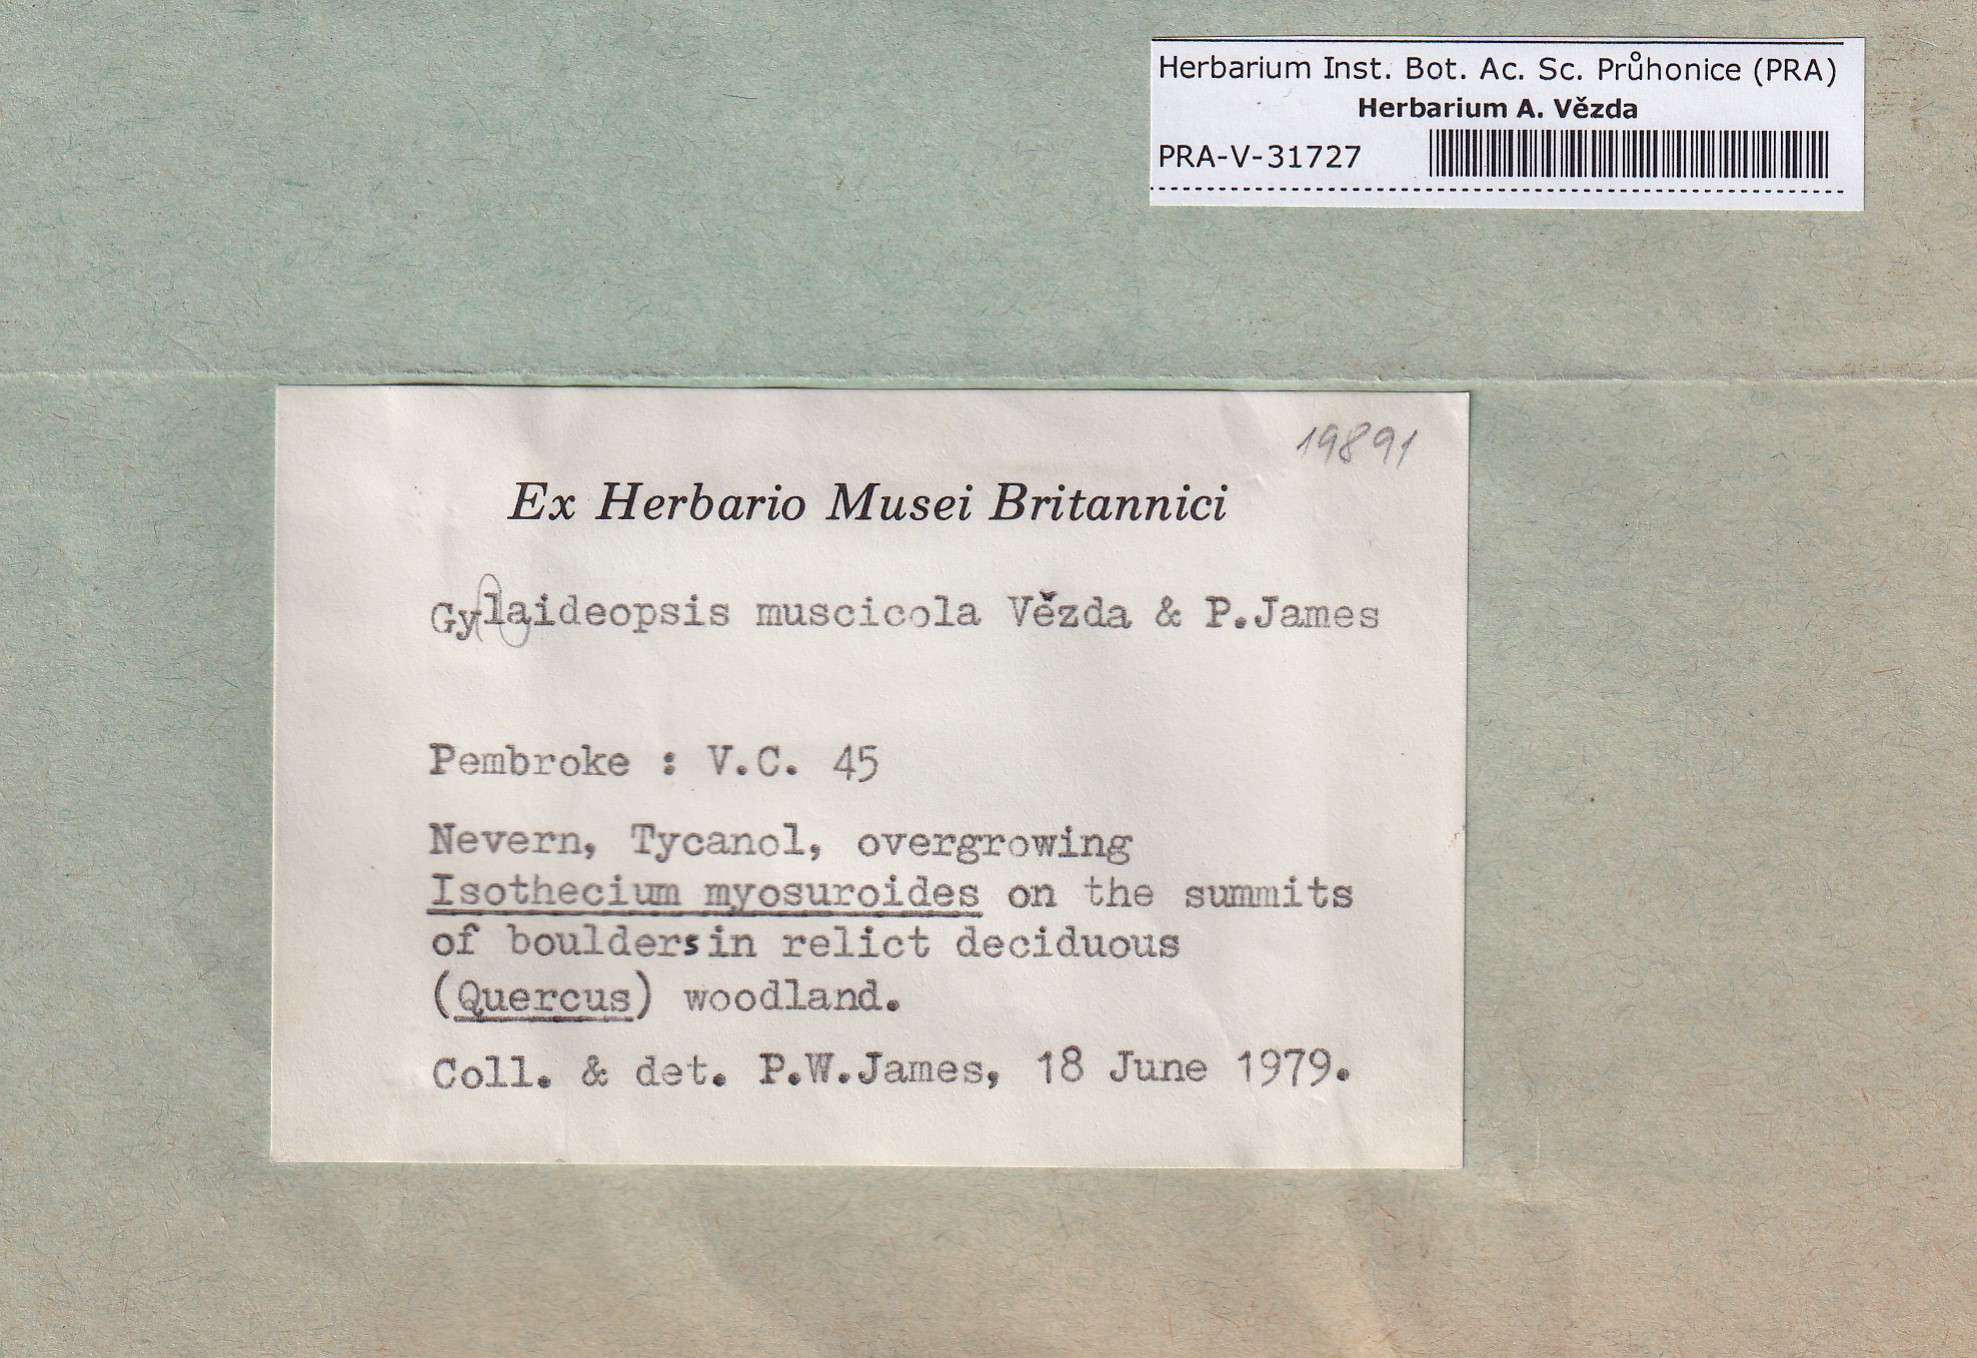 Herbarium Inst. Bot. Ac. Sc. Průhonice (PRA)
Herbarium A. Vězda
PRA-V-31727
19891
Ex Herbario Musei Britannici
Gylaideopsis muscicola Vězda & P.James
Pembroke : V.C. 45
Nevern, Tycanol, overgrowing
Isothecium myosuroides on the summits
of boulders in relict deciduous
(Quercus) woodland.
Coll. & det. P.W.James, 18 June 1979.